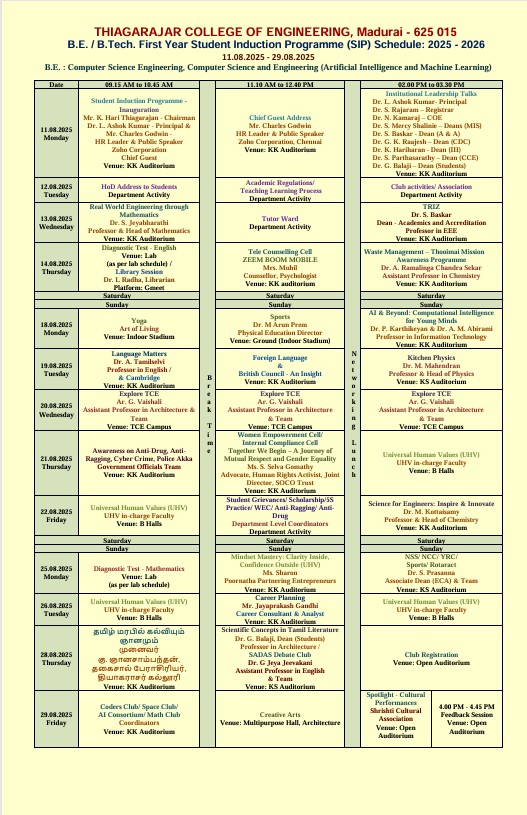 THIAGARAJAR COLLEGE OF ENGINEERING, Madurai - 625 015
B.E. / B.Tech. First Year Student Induction Programme (SIP) Schedule: 2025 - 2026
11.08.2025 - 29.08.2025
B.E. : Computer Science Engineering, Computer Science and Engineering (Artificial Intelligence and Machine Learning)
Date
09.15 AM to 10.45 AM
11.10 AM to 12.40 PM
02.00 PM to 03.30 PM
Break Time
Networking Lunch
11.08.2025
Monday
Student Induction Programme -
Inauguration
Mr. K. Hari Thiagarajan - Chairman
Dr. L. Ashok Kumar - Principal &
Mr. Charles Godwin -
HR Leader & Public Speaker
Zoho Corporation
Chief Guest
Venue: KK Auditorium
Chief Guest Address
Mr. Charles Godwin
HR Leader & Public Speaker
Zoho Corporation, Chennai
Venue: KK Auditorium
Institutional Leadership Talks
Dr. L. Ashok Kumar- Principal
Dr. S. Rajaram – Registrar
Dr. N. Kamaraj – COE
Dr. S. Mercy Shalinie – Deans (MIS)
Dr. S. Baskar - Dean (A & A)
Dr. G. K. Raajesh – Dean (CDC)
Dr. K. Hariharan - Dean (III)
Dr. S. Parthasarathy – Dean (CCE)
Dr. G. Balaji – Dean (Students)
Venue: KK Auditorium
12.08.2025
Tuesday
HoD Address to Students
Department Activity
Academic Regulations/
Teaching Learning Process
Department Activity
Club activities/ Association
Department Activity
13.08.2025
Wednesday
Real World Engineering through
Mathematics
Dr. S. Jeyabharathi
Professor & Head of Mathematics
Venue: KK Auditorium
Tutor Ward
Department Activity
TRIZ
Dr. S. Baskar
Dean - Academics and Accreditation
Professor in EEE
Venue: KK Auditorium
14.08.2025
Thursday
Diagnostic Test - English
Venue: Lab
(as per lab schedule) /
Library Session
Dr. L Radha, Librarian
Platform: Gmeet
Tele Counselling Cell
ZEEM BOOM MOBILE
Mrs. Muhil
Counsellor, Psychologist
Venue: KK auditorium
Waste Management – Thooimai Mission
Awareness Programme
Dr. A. Ramalinga Chandra Sekar
Assistant Professor in Chemistry
Venue: KK Auditorium
Saturday
Saturday
Saturday
Sunday
Sunday
Sunday
18.08.2025
Monday
Yoga
Art of Living
Venue: Indoor Stadium
Sports
Dr. M Arun Prem
Physical Education Director
Venue: Ground (Indoor Stadium)
AI & Beyond: Computational Intelligence
for Young Minds
Dr. P. Karthikeyan & Dr. A. M. Abirami
Professor in Information Technology
Venue: KK Auditorium
19.08.2025
Tuesday
Language Matters
Dr. A. Tamilselvi
Professor in English /
& Cambridge
Venue: KK Auditorium
Foreign Language
&
British Council - An Insight
Venue: KK Auditorium
Kitchen Physics
Dr. M. Mahendran
Professor & Head of Physics
Venue: KS Auditorium
20.08.2025
Wednesday
Explore TCE
Ar. G. Vaishali
Assistant Professor in Architecture &
Team
Venue: TCE Campus
Explore TCE
Ar. G. Vaishali
Assistant Professor in Architecture
& Team
Venue: TCE Campus
Explore TCE
Ar. G. Vaishali
Assistant Professor in Architecture
& Team
Venue: TCE Campus
21.08.2025
Thursday
Awareness on Anti-Drug, Anti-
Ragging, Cyber Crime, Police Akka
Government Officials Team
Venue: KK Auditorium
Women Empowerment Cell/
Internal Compliance Cell
Together We Begin – A Journey of
Mutual Respect and Gender Equality
Ms. S. Selva Gomathy
Advocate, Human Rights Activist, Joint
Director, SOCO Trust
Venue: KK Auditorium
Universal Human Values (UHV)
UHV in-charge Faculty
Venue: B Halls
22.08.2025
Friday
Universal Human Values (UHV)
UHV in-charge Faculty
Venue: B Halls
Student Grievances/ Scholarship/5S
Practice/ WEC/ Anti-Ragging/ Anti-
Drug
Department Level Coordinators
Department Activity
Science for Engineers: Inspire & Innovate
Dr. M. Kottaisamy
Professor & Head of Chemistry
Venue: KK Auditorium
Saturday
Saturday
Saturday
Sunday
Sunday
Sunday
25.08.2025
Monday
Diagnostic Test - Mathematics
Venue: Lab
(as per lab schedule)
Mindset Mastery: Clarity Inside,
Confidence Outside (UHV)
Ms. Sharon
Poornatha Partnering Entrepreneurs
Venue: KK Auditorium
NSS/ NCC/ YRC/
Sports/ Rotaract
Dr. S. Prasanna
Associate Dean (ECA) & Team
Venue: KS Auditorium
26.08.2025
Tuesday
Universal Human Values (UHV)
UHV in-charge Faculty
Venue: B Halls
Career Planning
Mr. Jayaprakash Gandhi
Career Consultant & Analyst
Venue: KK Auditorium
Universal Human Values (UHV)
UHV in-charge Faculty
Venue: B Halls
28.08.2025
Thursday
தமிழ் மரபில் கல்வியும்
ஞானமும்
முனைவர்
கு. ஞானசம்பந்தன்,
தகைசால் பேராசிரியர்,
தியாகராசர் கல்லூரி
Venue: KK Auditorium
Scientific Concepts in Tamil Literature
Dr. G. Balaji, Dean (Students)
Professor in Architecture /
SADAS Debate Club
Dr. G Jeya Jeevakani
Assistant Professor in English
& Team
Venue: KS Auditorium
Club Registration
Venue: Open Auditorium
29.08.2025
Friday
Coders Club/ Space Club/
AI Consortium/ Math Club
Coordinators
Venue: KK Auditorium
Creative Arts
Venue: Multipurpose Hall, Architecture
Spotlight - Cultural
Performances
Shrishti Cultural
Association
Venue: Open
Auditorium
4.00 PM - 4.45 PM
Feedback Session
Venue: Open
Auditorium